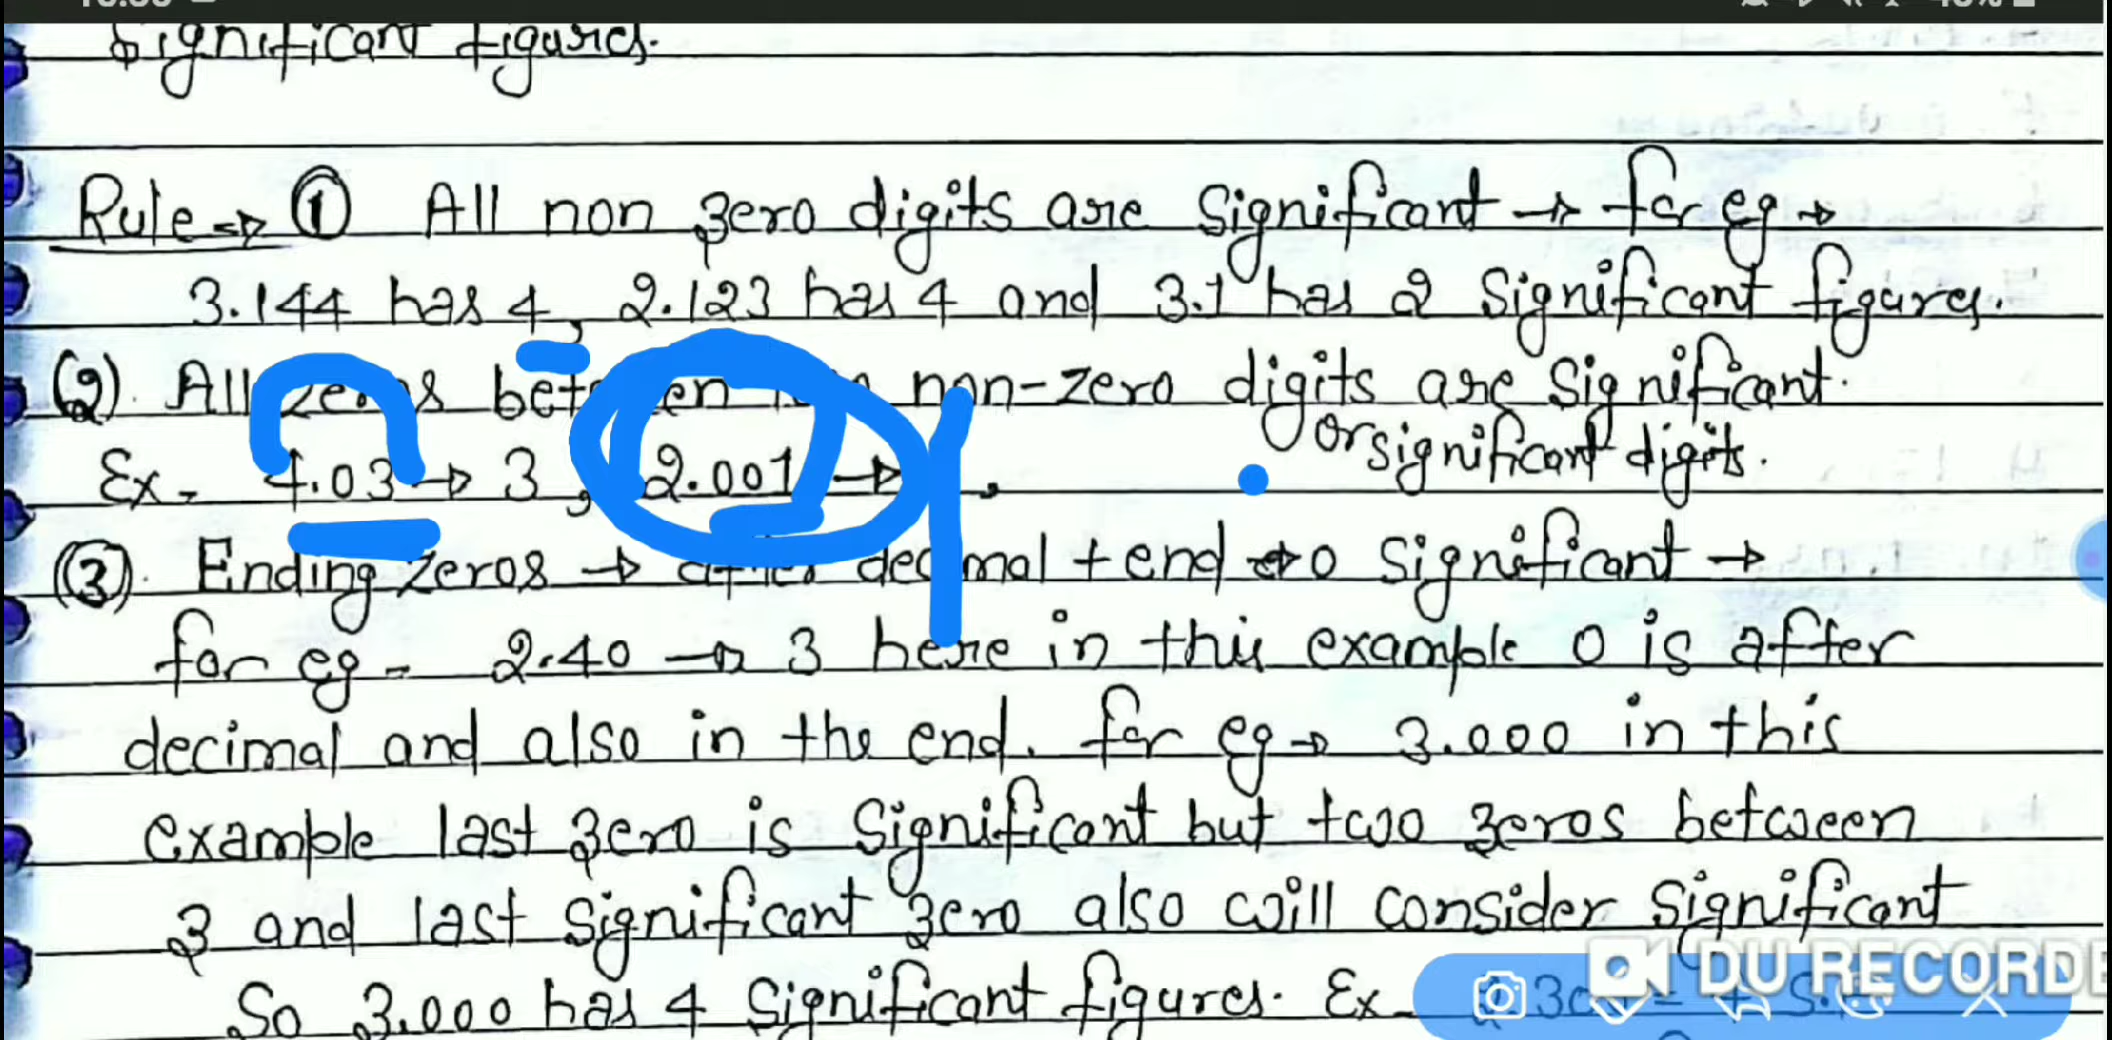 Significant figures.
Rule → ① All non zero digits are Significant → for eg →
3.144 has 4, 2.123 has 4 and 3.1 has 2 Significant figures.
(2). All zeros between non-zero digits are Significant.
or significant digits.
Ex - 4.03 → 3, 2.001 →
(3). Ending zeros → after decimal + end → 0 Significant →
for eg - 2.40 → 3 here in this example 0 is after
decimal and also in the end. for eg → 3.000 in this
example last zero is Significant but two zeros between
3 and last significant zero also will consider significant
So 3.000 has 4 Significant figures. Ex-
DU RECORDE